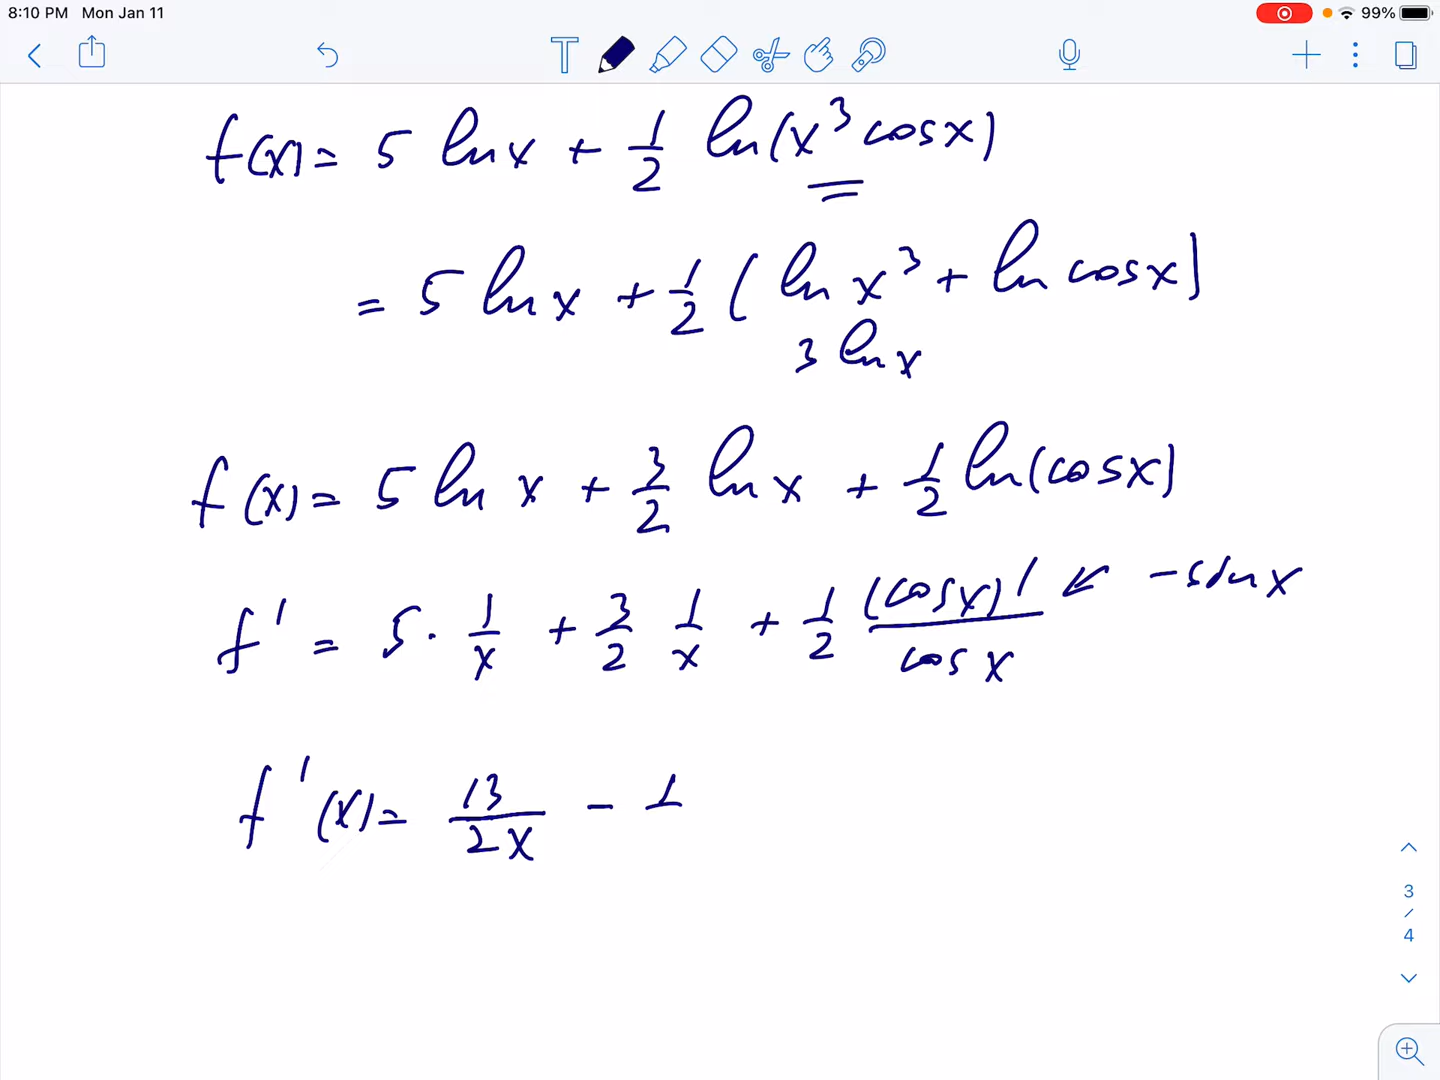 8:10 PM Mon Jan 11 99%
T
f(x) = 5 ln x + 1/2 ln(x³ cos x)
= 5 ln x + 1/2 ( ln x³ + ln cos x )
3 ln x
f(x) = 5 ln x + 3/2 ln x + 1/2 ln(cos x)
f' = 5 · 1/x + 3/2 1/x + 1/2 (cos x)'/cos x ← - sin x
f'(x) = 13/2x - 1
3
/
4